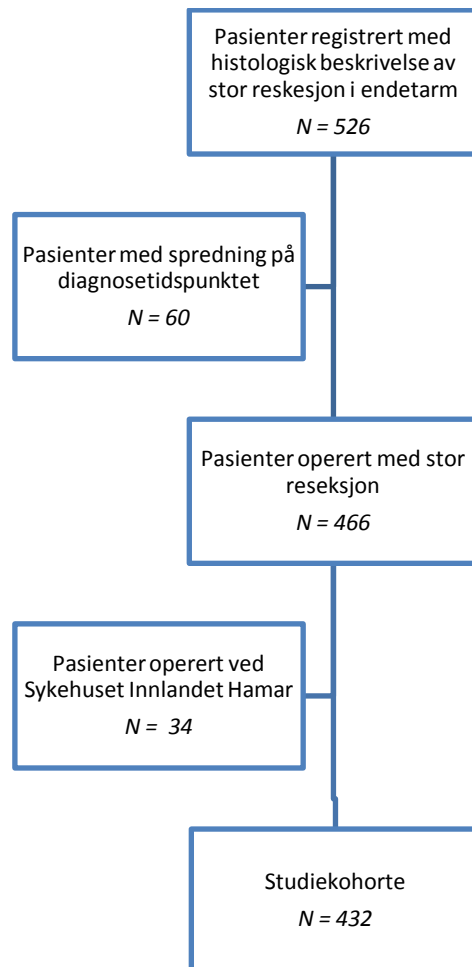 Pasienter registrert med
histologisk beskrivelse av
stor reskesjon i endetarm
N = 526
Pasienter med spredning på
diagnosetidspunktet
N = 60
Pasienter operert med stor
reseksjon
N = 466
Pasienter operert ved
Sykehuset Innlandet Hamar
N = 34
Studiekohorte
N = 432